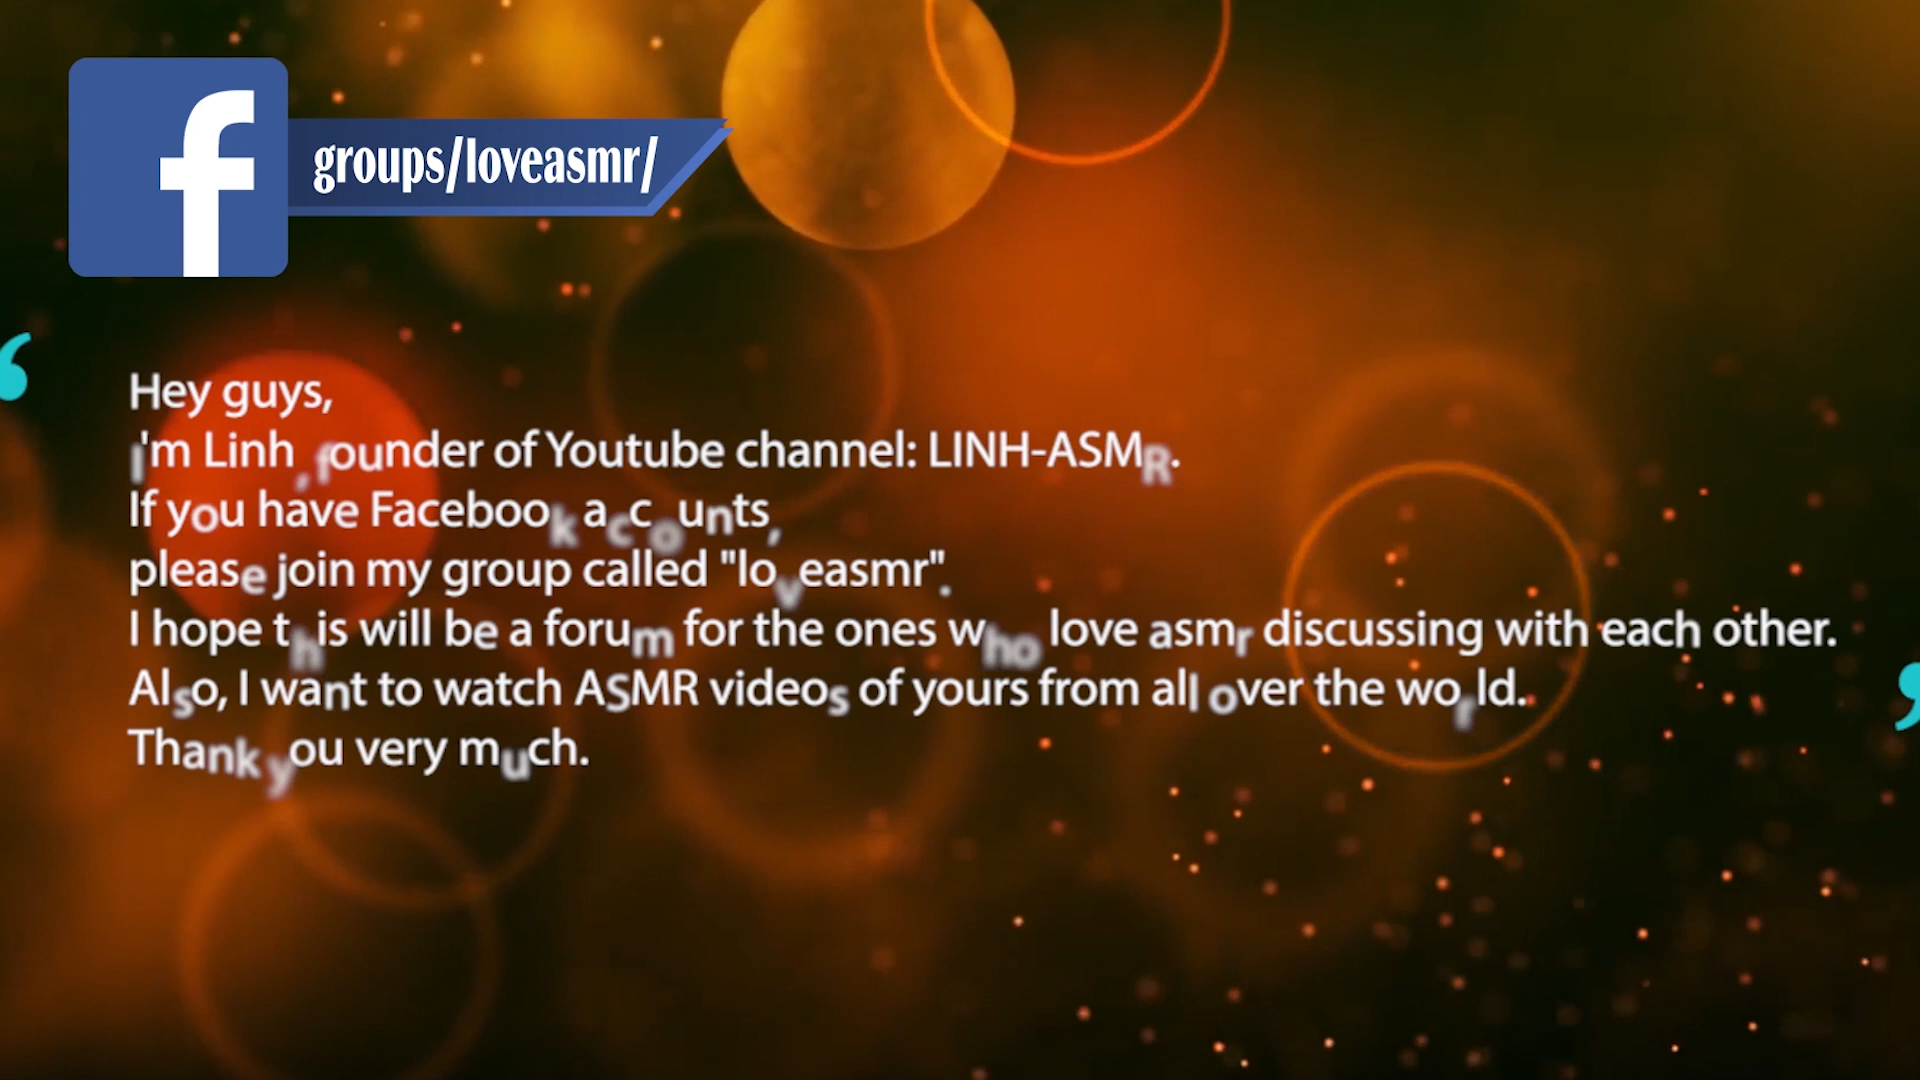 f
groups/loveasmr/
Hey guys,
I'm Linh, founder of Youtube channel: LINH-ASMR.
If you have Facebook accounts,
please join my group called "loveasmr".
I hope this will be a forum for the ones who love asmr discussing with each other.
Also, I want to watch ASMR videos of yours from all over the world.
Thank you very much.